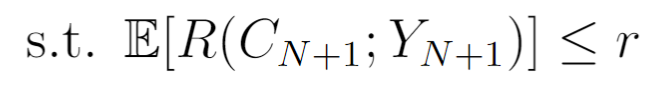 s.t. 𝔼[R(C_{N+1}; Y_{N+1})] ≤ r